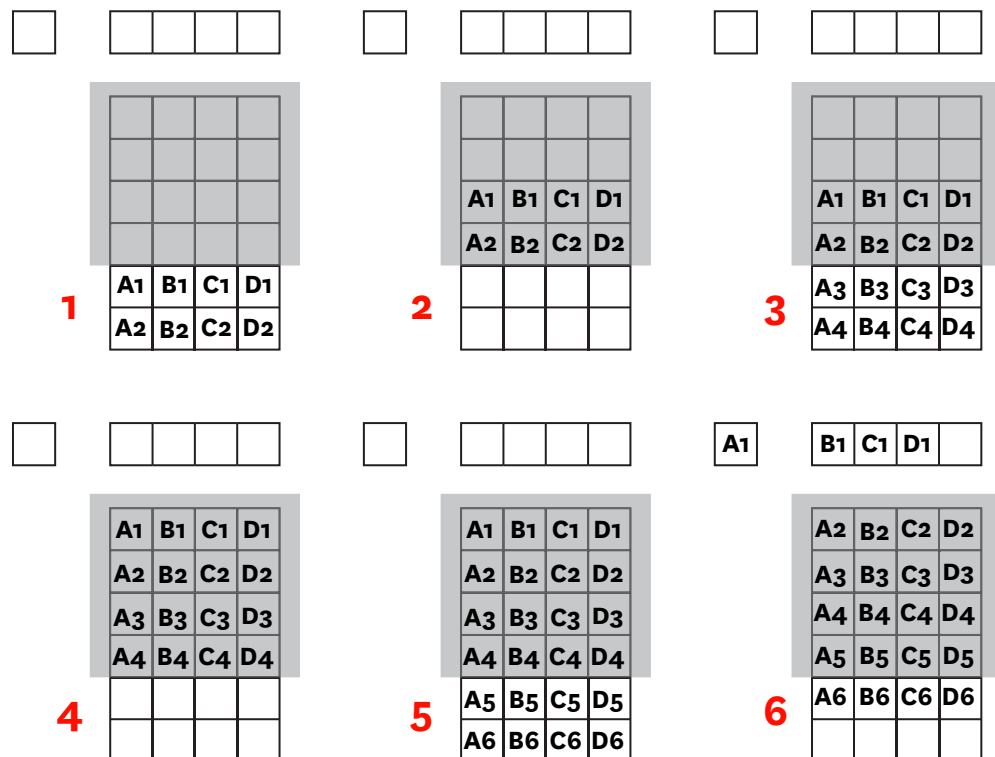 A1 B1 C1 D1
1
A2 B2 C2 D2
A1 B1 C1 D1
A2 B2 C2 D2
2
A1 B1 C1 D1
A2 B2 C2 D2
A3 B3 C3 D3
3
A4 B4 C4 D4
A1 B1 C1 D1
A2 B2 C2 D2
A3 B3 C3 D3
A4 B4 C4 D4
4
A1 B1 C1 D1
A2 B2 C2 D2
A3 B3 C3 D3
A4 B4 C4 D4
A5 B5 C5 D5
5
A6 B6 C6 D6
A1 B1 C1 D1
A2 B2 C2 D2
A3 B3 C3 D3
A4 B4 C4 D4
A5 B5 C5 D5
A6 B6 C6 D6
6